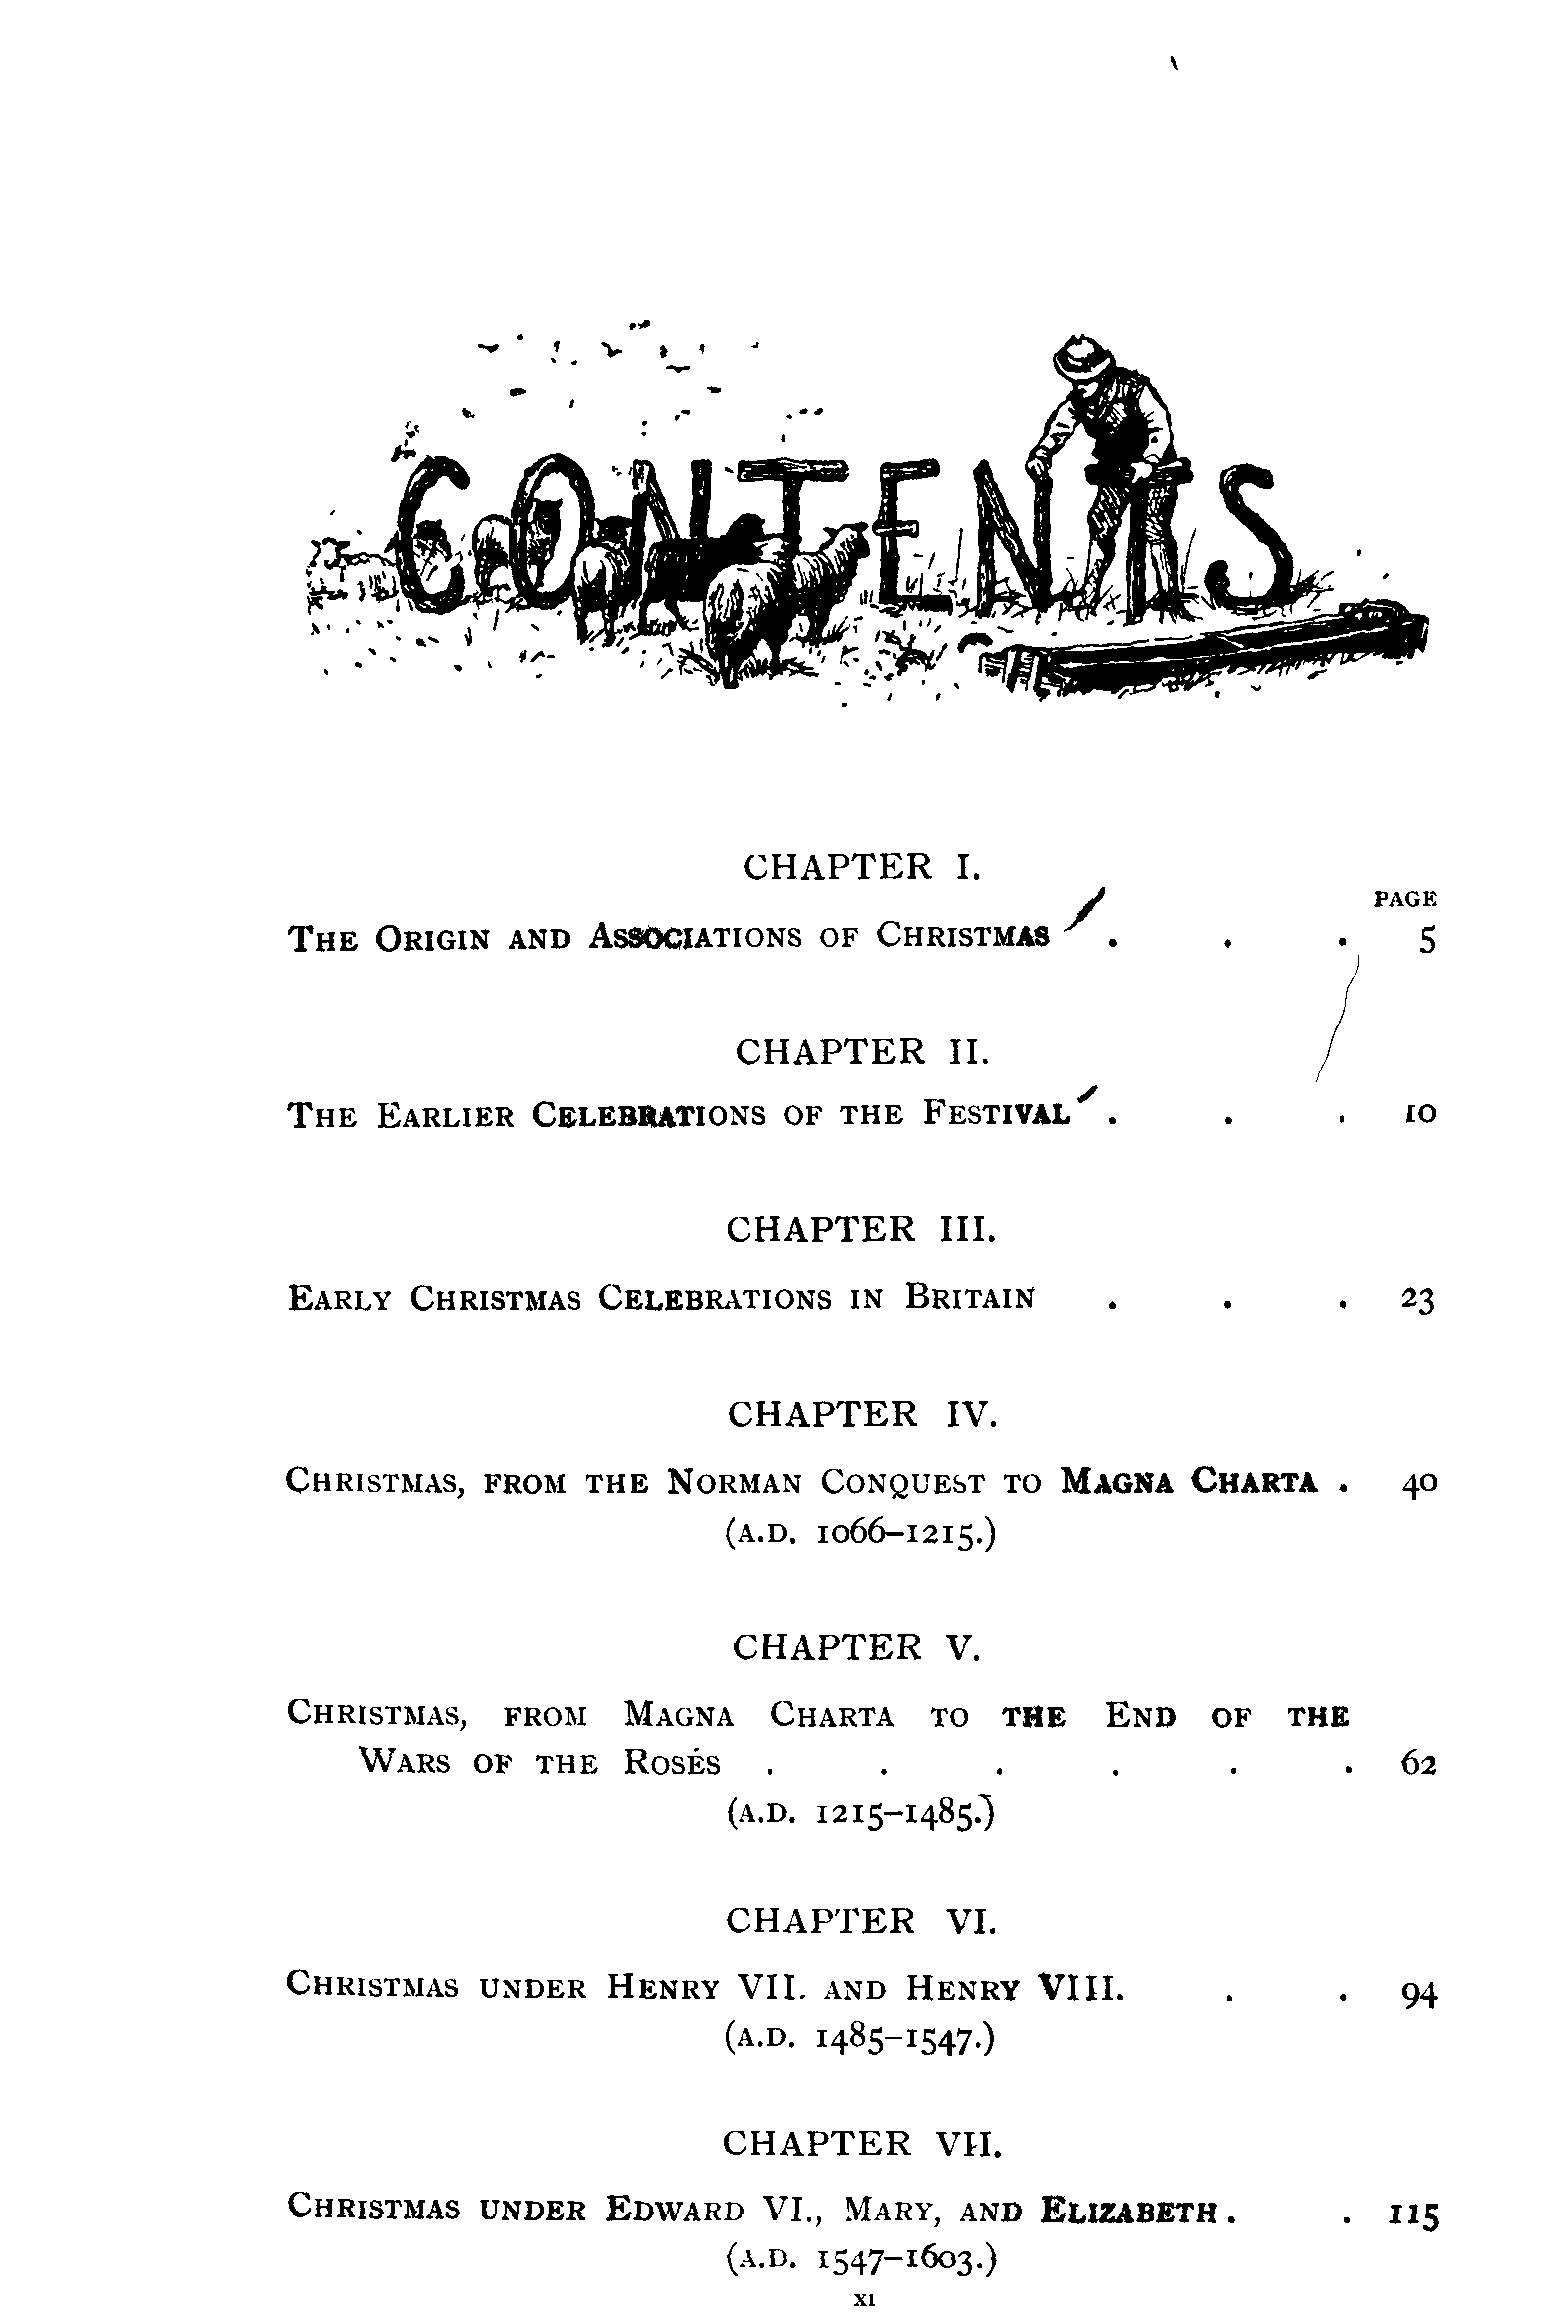 CONTENTS
CHAPTER I.
PAGE
THE ORIGIN AND ASSOCIATIONS OF CHRISTMAS . . . 5
CHAPTER II.
THE EARLIER CELEBRATIONS OF THE FESTIVAL . . . 10
CHAPTER III.
EARLY CHRISTMAS CELEBRATIONS IN BRITAIN . . . 23
CHAPTER IV.
CHRISTMAS, FROM THE NORMAN CONQUEST TO MAGNA CHARTA . 40
(A.D. 1066–1215.)
CHAPTER V.
CHRISTMAS, FROM MAGNA CHARTA TO THE END OF THE
WARS OF THE ROSES . . . . . . 62
(A.D. 1215–1485.)
CHAPTER VI.
CHRISTMAS UNDER HENRY VII. AND HENRY VIII. . . 94
(A.D. 1485–1547.)
CHAPTER VII.
CHRISTMAS UNDER EDWARD VI., MARY, AND ELIZABETH . . 115
(A.D. 1547–1603.)
xi